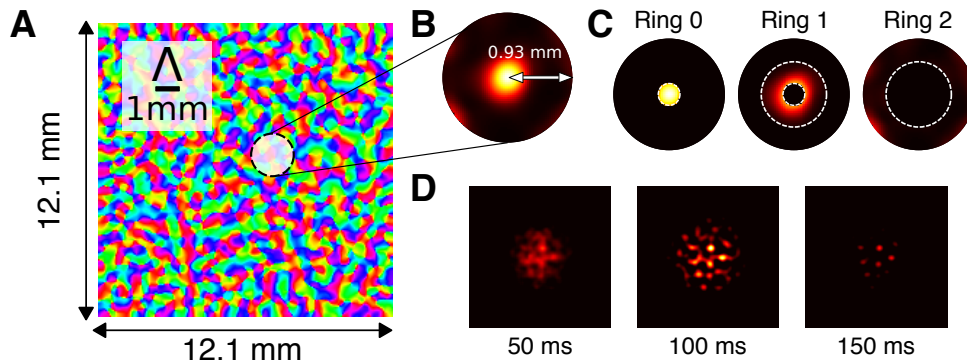 A
Λ
1mm
12.1 mm
12.1 mm
B
0.93 mm
C
Ring 0
Ring 1
Ring 2
D
50 ms
100 ms
150 ms